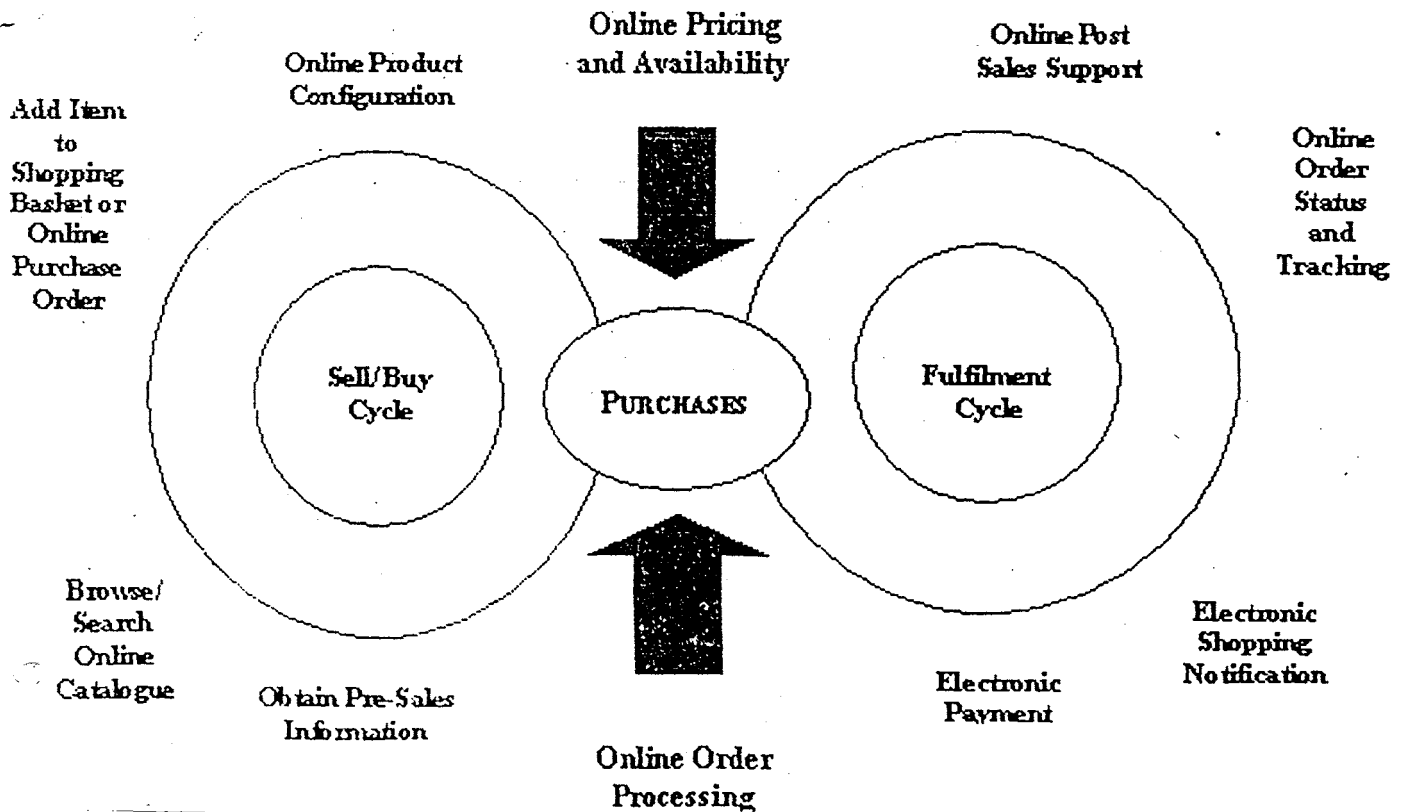 Online Pricing
and Availability
Online Post
Sales Support
Online Product
Configuration
Add Item
to
Shopping
Basket or
Online
Purchase
Order
Online
Order
Status
and
Tracking
Sell/Buy
Cycle
PURCHASES
Fulfilment
Cycle
Browse/
Search
Online
Catalogue
Obtain Pre-Sales
Information
Electronic
Payment
Electronic
Shopping
Notification
Online Order
Processing